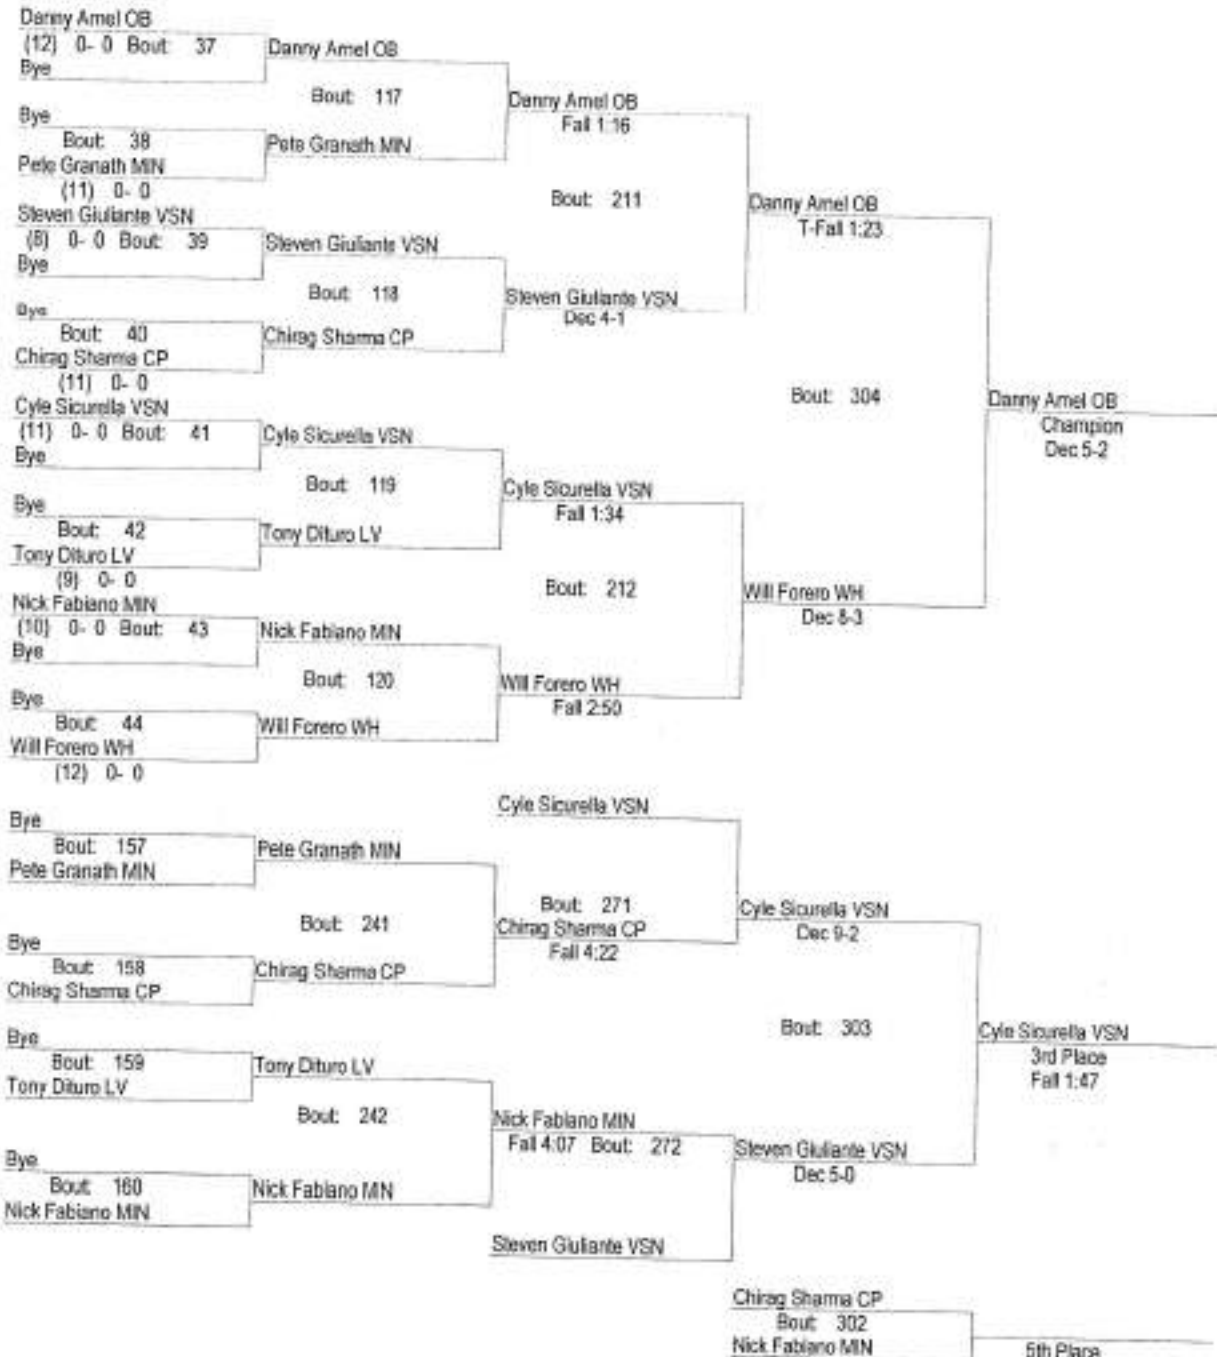 Danny Amel OB
(12) 0- 0 Bout: 37
Bye
Danny Amel OB
Bout: 117
Bye
Bout: 38
Pete Granath MIN
(11) 0- 0
Pete Granath MIN
Danny Amel OB
Fall 1:16
Bout: 211
Steven Giuliante VSN
(8) 0- 0 Bout: 39
Bye
Steven Giuliante VSN
Bout: 118
Bye
Bout: 40
Chirag Sharma CP
(11) 0- 0
Chirag Sharma CP
Steven Giuliante VSN
Dec 4-1
Danny Amel OB
T-Fall 1:23
Bout: 304
Cyle Sicurella VSN
(11) 0- 0 Bout: 41
Bye
Cyle Sicurella VSN
Bout: 119
Bye
Bout: 42
Tony Dituro LV
(9) 0- 0
Tony Dituro LV
Cyle Sicurella VSN
Fall 1:34
Bout: 212
Nick Fabiano MIN
(10) 0- 0 Bout: 43
Bye
Nick Fabiano MIN
Bout: 120
Bye
Bout: 44
Will Forero WH
(12) 0- 0
Will Forero WH
Will Forero WH
Fall 2:50
Will Forero WH
Dec 8-3
Danny Amel OB
Champion
Dec 5-2
Bye
Bout: 157
Pete Granath MIN
Pete Granath MIN
Bout: 241
Bye
Bout: 158
Chirag Sharma CP
Chirag Sharma CP
Cyle Sicurella VSN
Bout: 271
Chirag Sharma CP
Fall 4:22
Cyle Sicurella VSN
Dec 9-2
Bout: 303
Bye
Bout: 159
Tony Dituro LV
Tony Dituro LV
Bout: 242
Bye
Bout: 160
Nick Fabiano MIN
Nick Fabiano MIN
Nick Fabiano MIN
Fall 4:07 Bout: 272
Steven Giuliante VSN
Steven Giuliante VSN
Dec 5-0
Cyle Sicurella VSN
3rd Place
Fall 1:47
Chirag Sharma CP
Bout: 302
Nick Fabiano MIN
5th Place